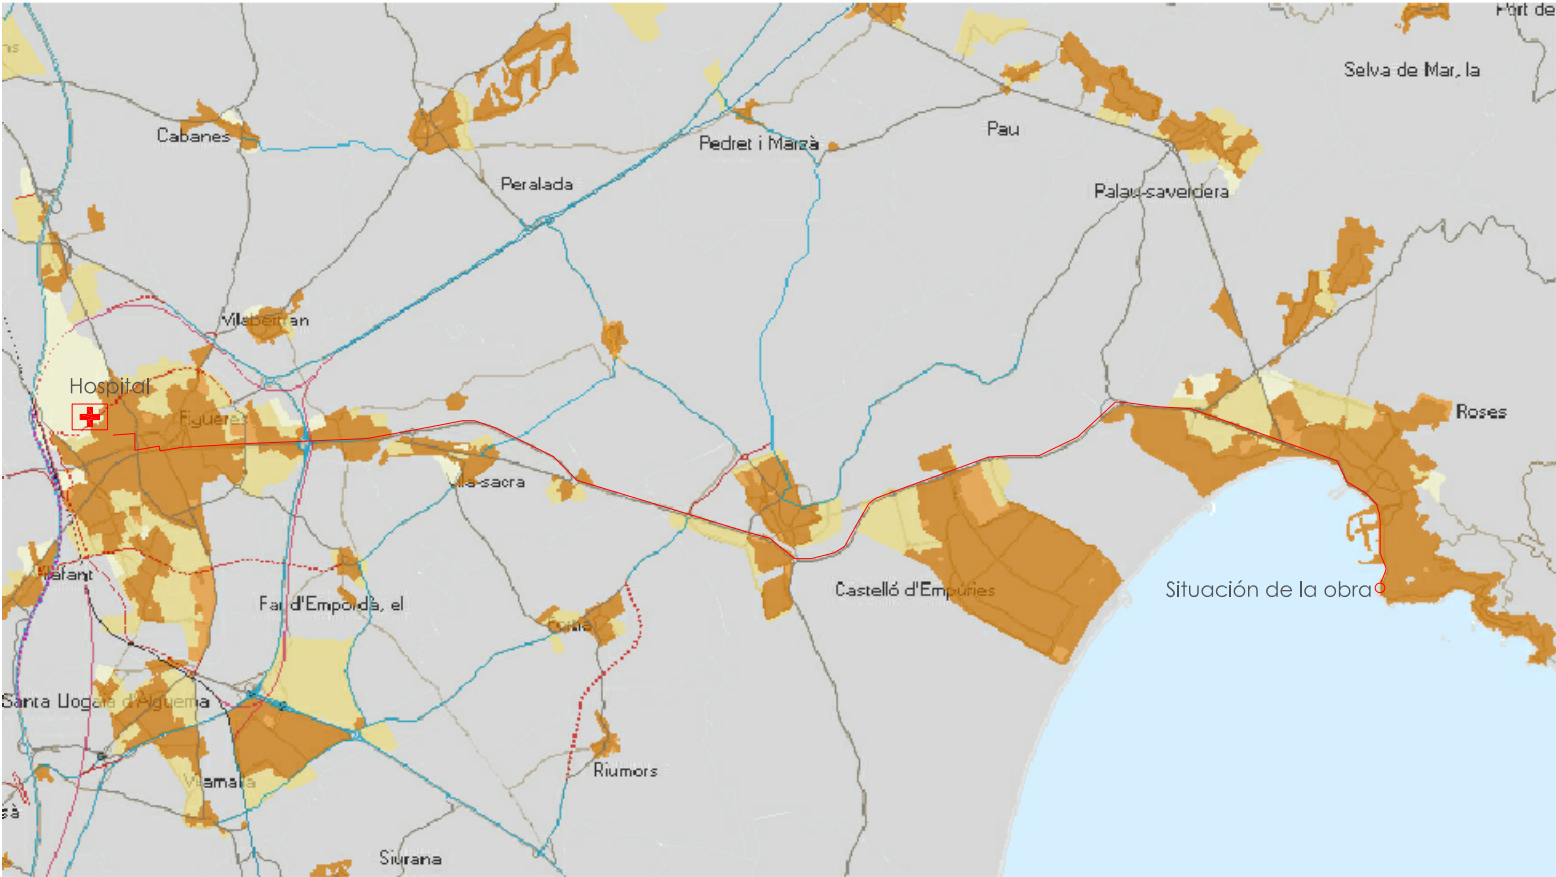 Port de
Selva de Mar, la
Cabanes
Pau
Pedret i Marzà
Peralada
Palau-saverdera
Vilabertran
Hospital
Figueres
Roses
Vila-sacra
Vilafant
Castelló d'Empúries
Situación de la obra
Far d'Empordà, el
Santa Llogaia d'Àlguema
Riumors
Vilamalla
Siurana